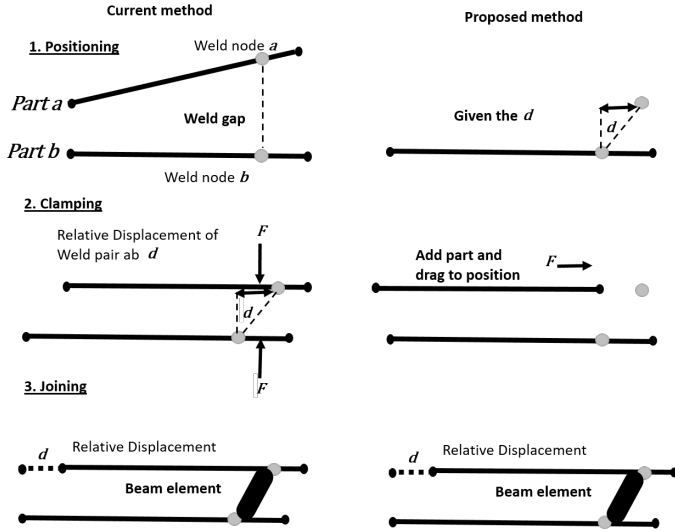 Current method
Proposed method
1. Positioning
Weld node a
Part a
Weld gap
Given the d
d
Part b
Weld node b
2. Clamping
Relative Displacement of
Weld pair ab d
F
d
F
Add part and
drag to position
F
3. Joining
d
Relative Displacement
Beam element
d
Relative Displacement
Beam element